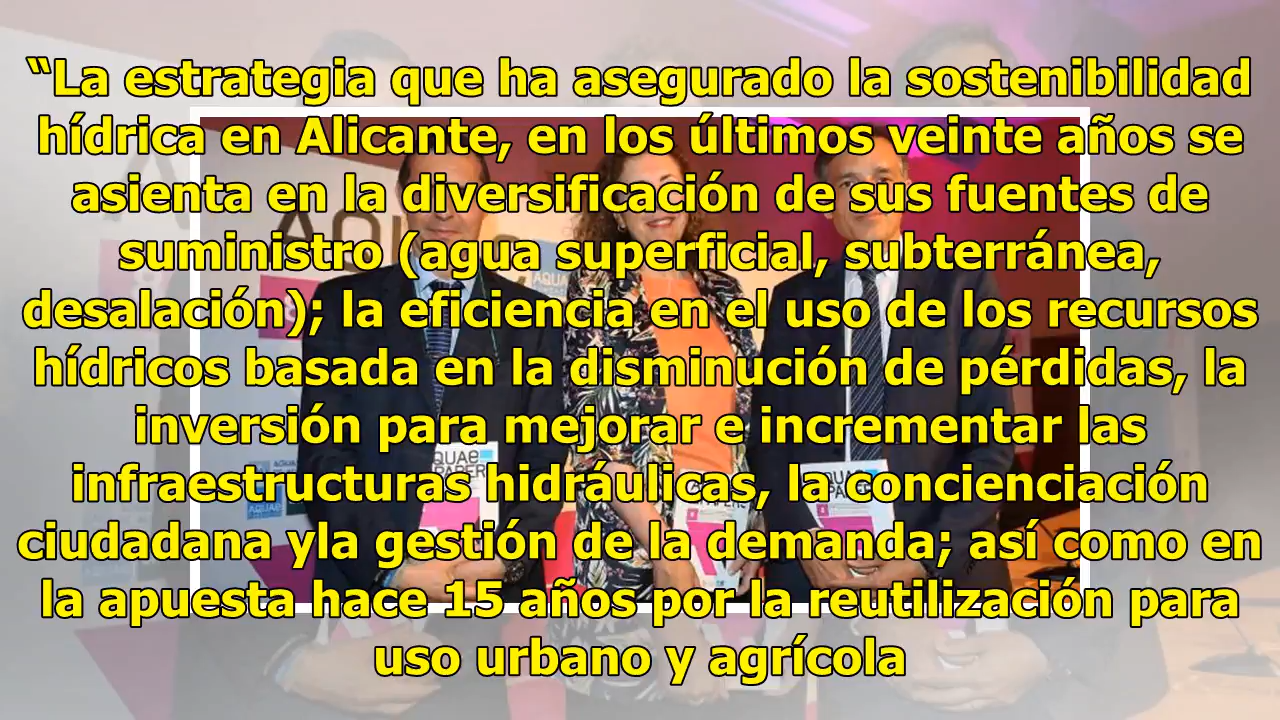 “La estrategia que ha asegurado la sostenibilidad
hídrica en Alicante, en los últimos veinte años se
asienta en la diversificación de sus fuentes de
suministro (agua superficial, subterránea,
desalación); la eficiencia en el uso de los recursos
hídricos basada en la disminución de pérdidas, la
inversión para mejorar e incrementar las
infraestructuras hidráulicas, la concienciación
ciudadana yla gestión de la demanda; así como en
la apuesta hace 15 años por la reutilización para
uso urbano y agrícola